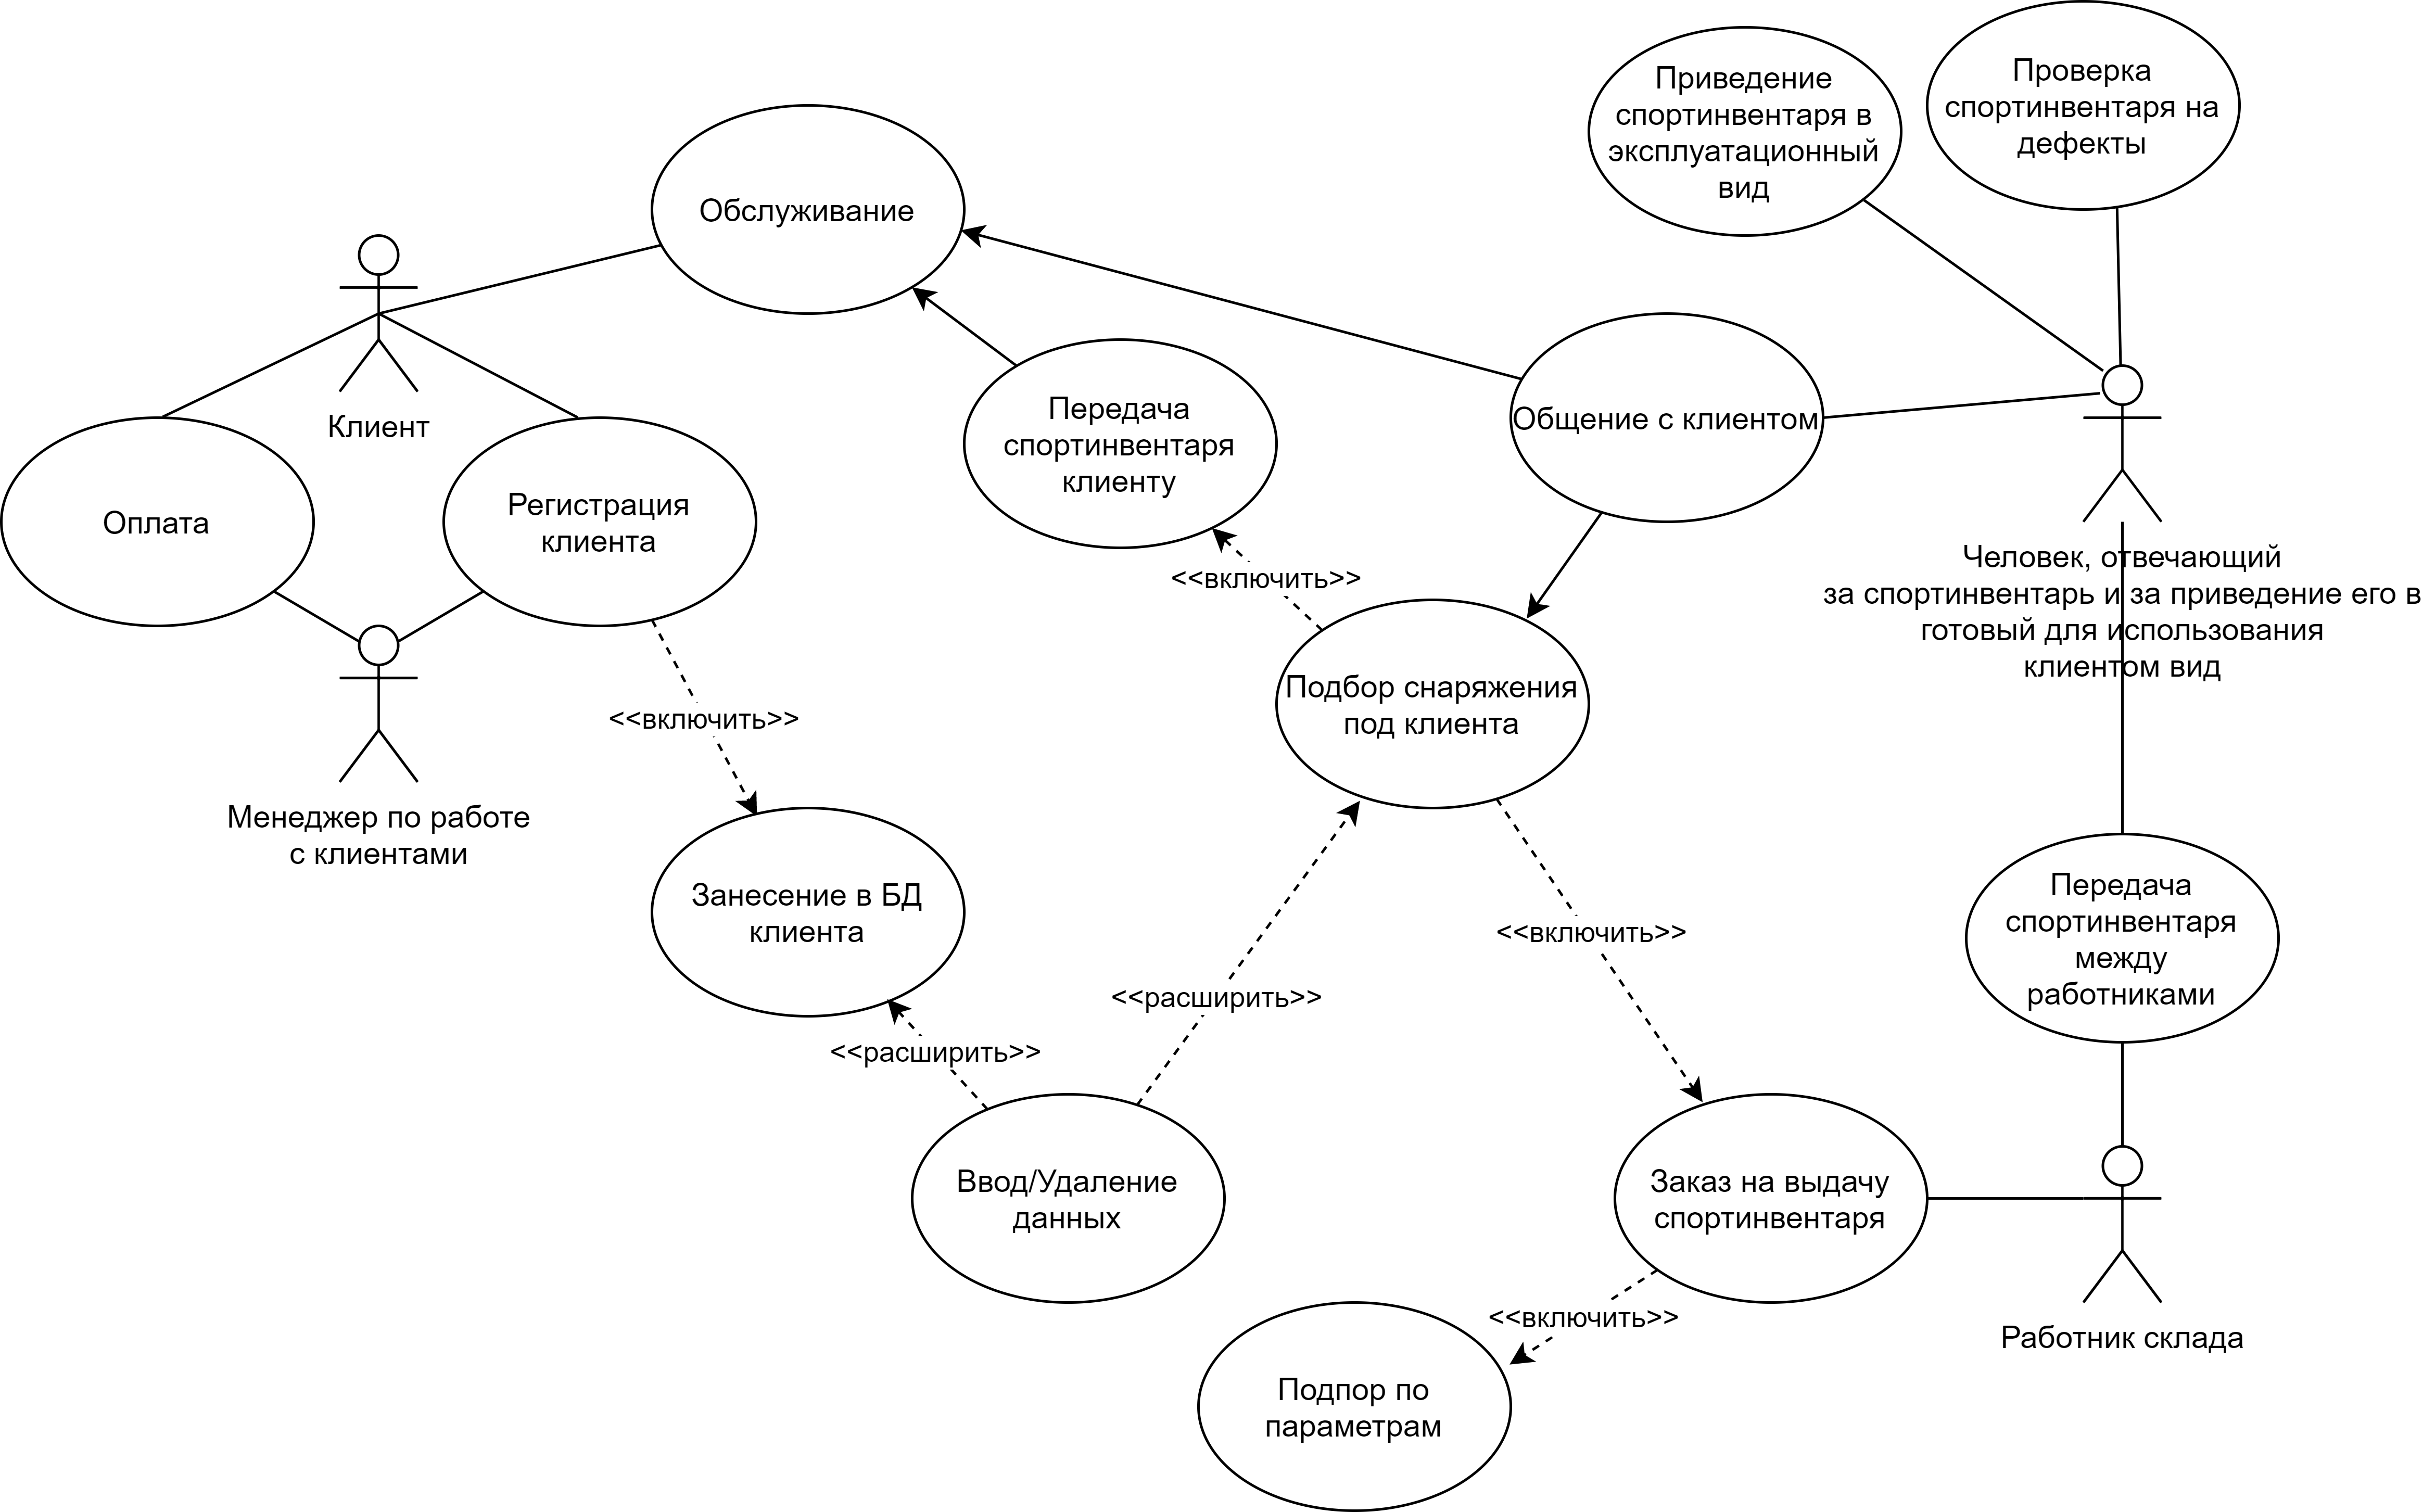 Приведение
спортинвентаря в
эксплуатационный
вид
Проверка
спортинвентаря на
дефекты
Обслуживание
Клиент
Передача
спортинвентаря
клиенту
Общение с клиентом
Оплата
Регистрация
клиента
<<включить>>
Человек, отвечающий
за спортинвентарь и за приведение его в
готовый для использования
клиентом вид
<<включить>>
Подбор снаряжения
под клиента
Менеджер по работе
с клиентами
Занесение в БД
клиента
<<включить>>
Передача
спортинвентаря
между
работниками
<<расширить>>
<<расширить>>
Ввод/Удаление
данных
Заказ на выдачу
спортинвентаря
<<включить>>
Работник склада
Подпор по
параметрам